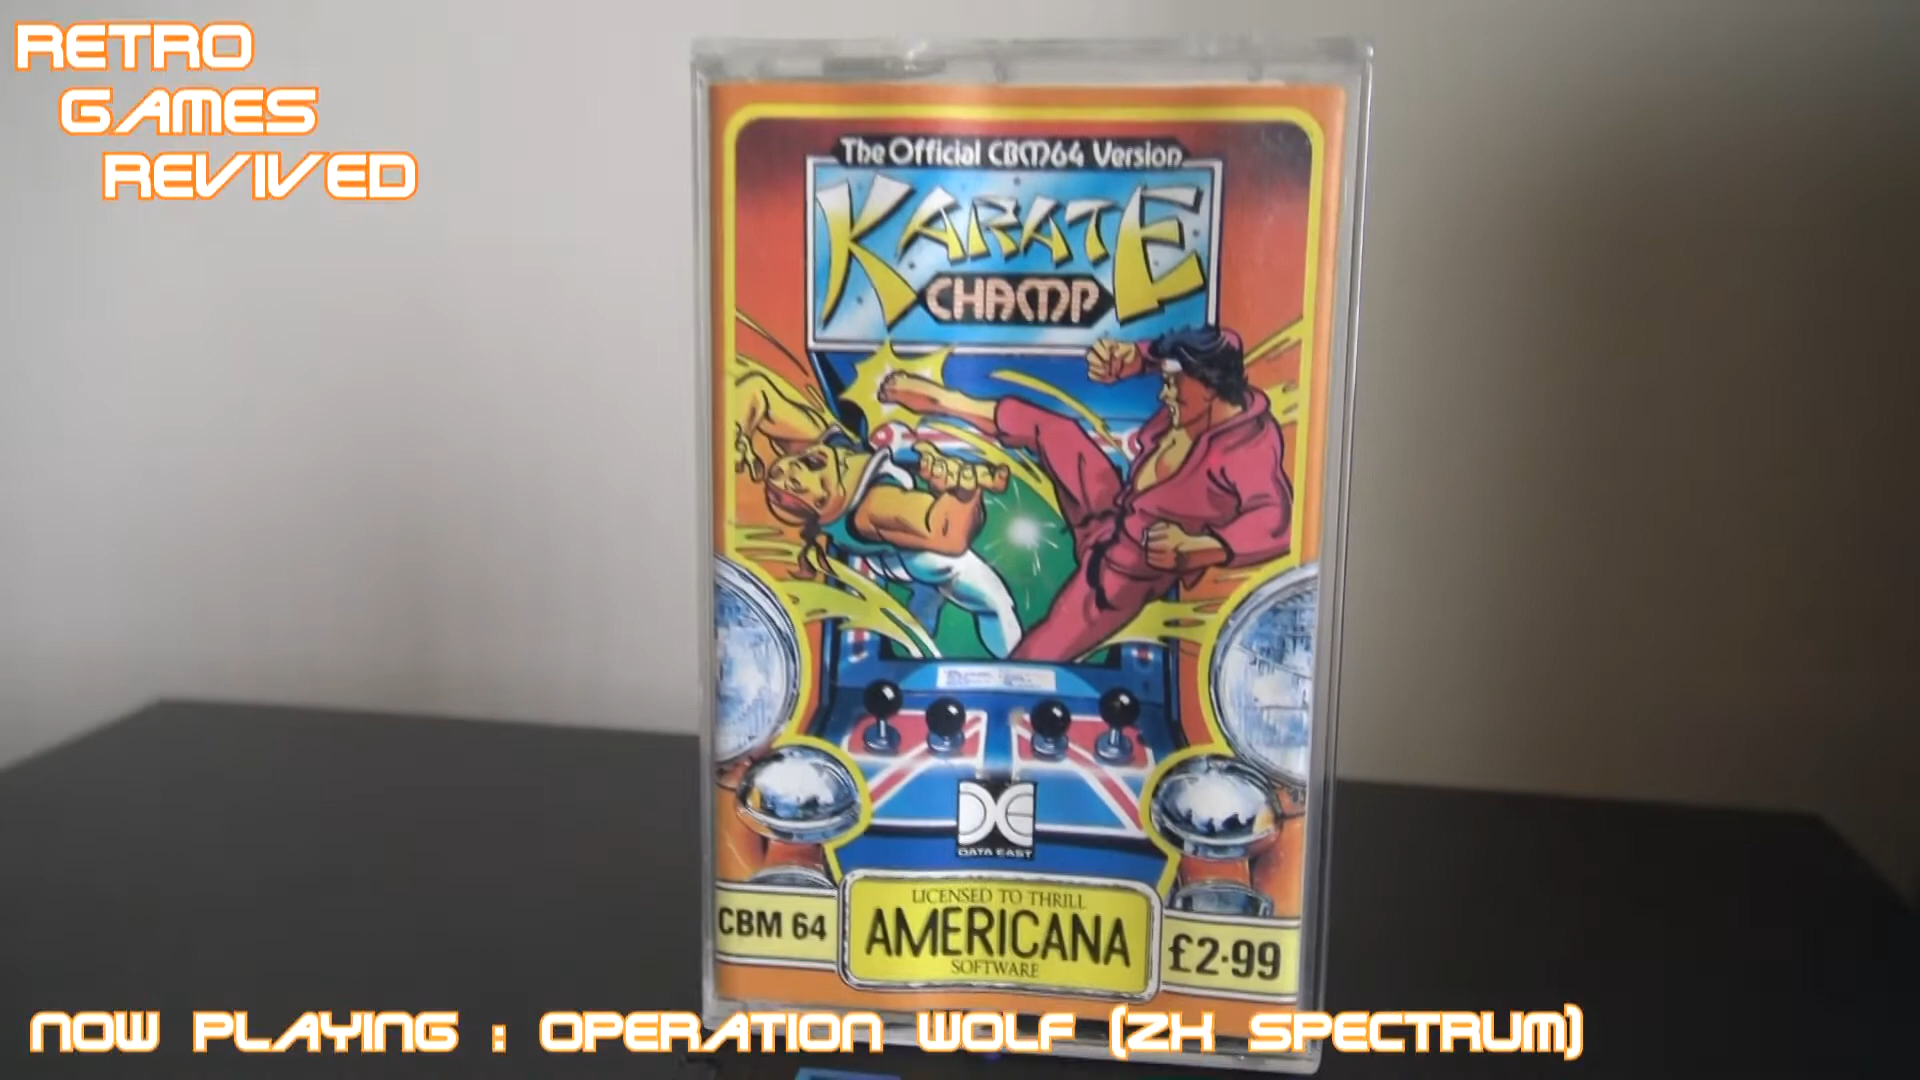 RETRO
GAMES
REVIVED
The Official CBM64 Version
KARATE
CHAMP
DE
DATA EAST
LICENSED TO THRILL
AMERICANA
SOFTWARE
CBM 64
£2.99
NOW PLAYING : OPERATION WOLF (ZX SPECTRUM)